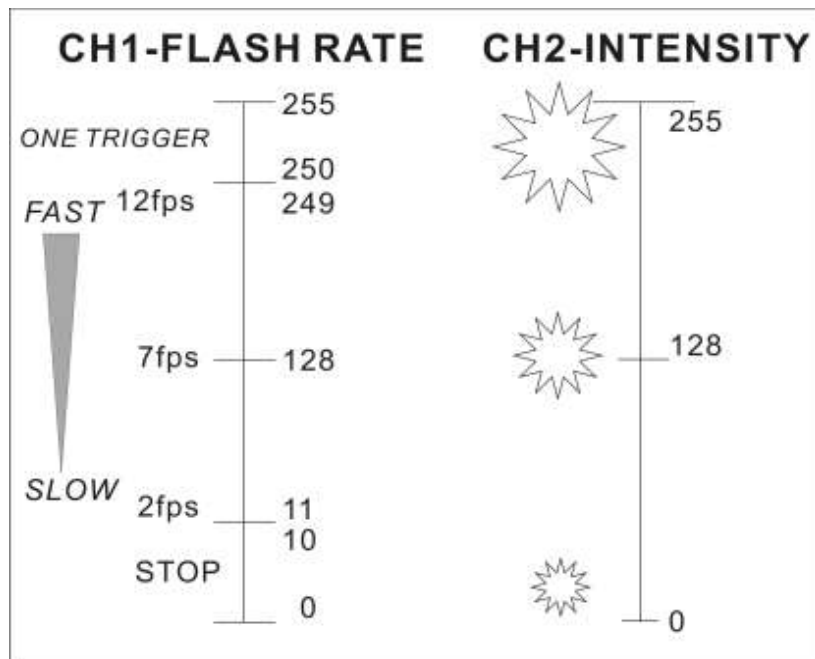 CH1-FLASH RATE
255
ONE TRIGGER
250
12fps
249
FAST
7fps
128
SLOW
2fps
11
10
STOP
0
CH2-INTENSITY
255
128
0